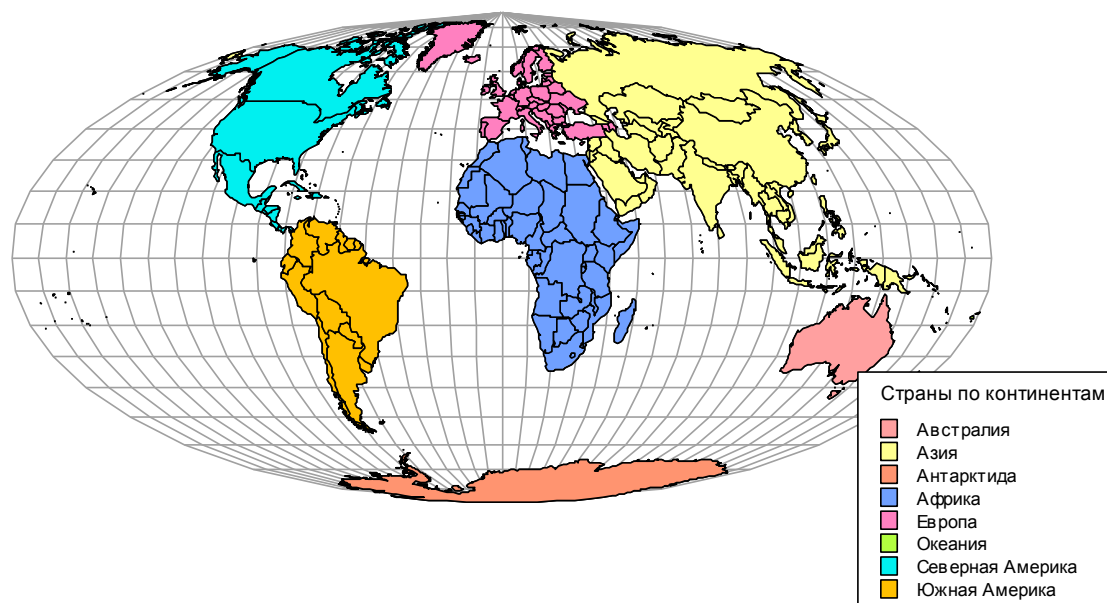 Страны по континентам
Австралия
Азия
Антарктида
Африка
Европа
Океания
Северная Америка
Южная Америка